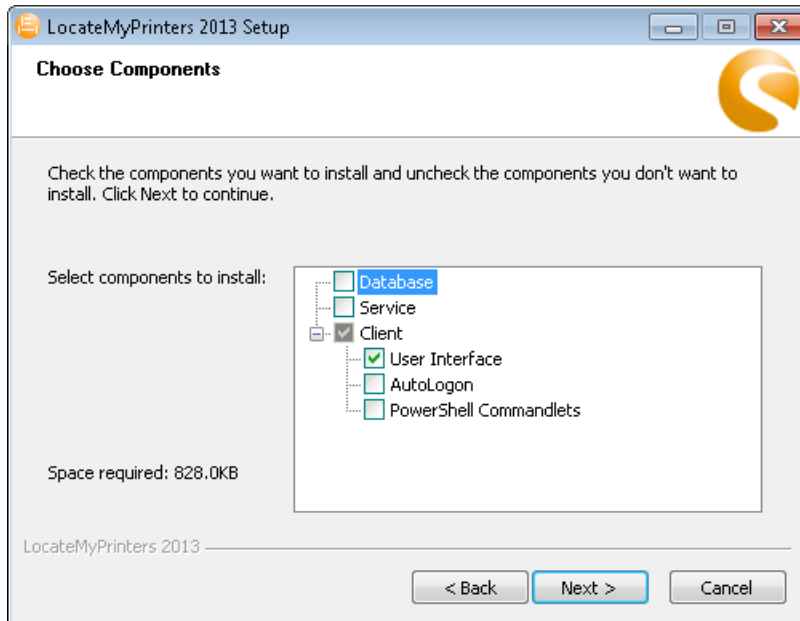 LocateMyPrinters 2013 Setup
Choose Components
Check the components you want to install and uncheck the components you don't want to
install. Click Next to continue.
Select components to install:
Database
Service
Client
User Interface
AutoLogon
PowerShell Commandlets
Space required: 828.0KB
LocateMyPrinters 2013
< Back
Next >
Cancel